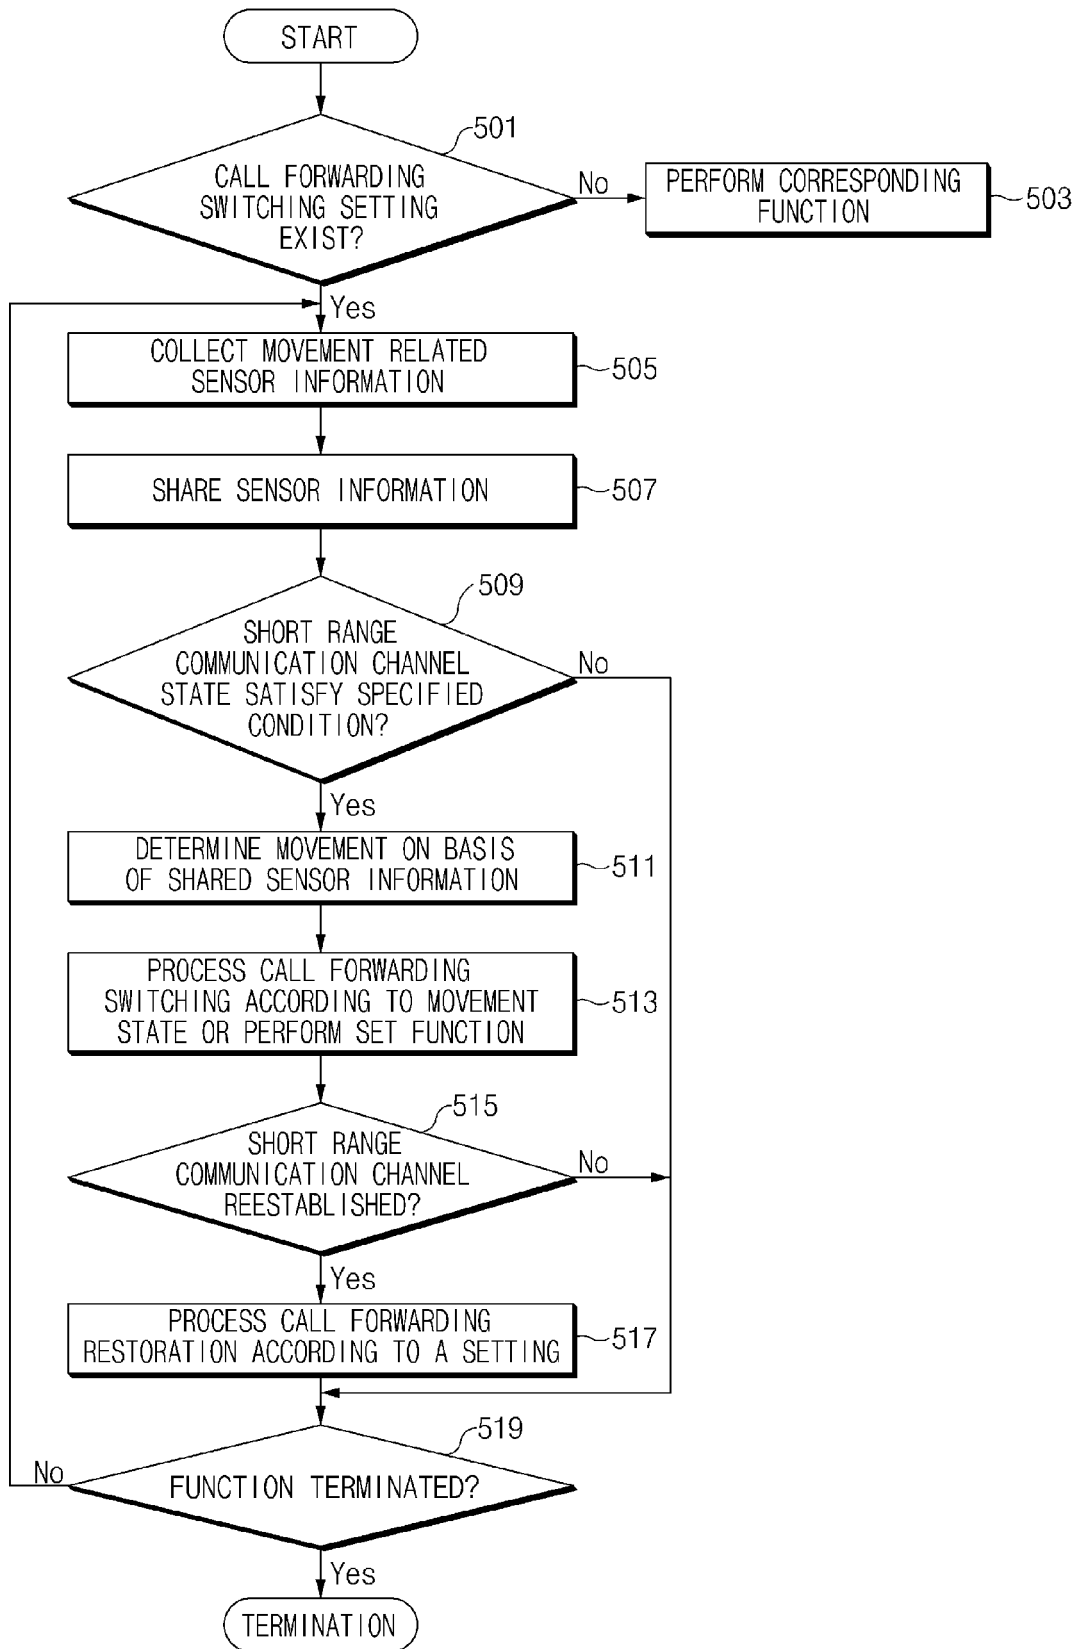 START
501
CALL FORWARDING
SWITCHING SETTING
EXIST?
No
PERFORM CORRESPONDING
FUNCTION
503
Yes
COLLECT MOVEMENT RELATED
SENSOR INFORMATION
505
SHARE SENSOR INFORMATION
507
509
SHORT RANGE
COMMUNICATION CHANNEL
STATE SATISFY SPECIFIED
CONDITION?
No
Yes
DETERMINE MOVEMENT ON BASIS
OF SHARED SENSOR INFORMATION
511
PROCESS CALL FORWARDING
SWITCHING ACCORDING TO MOVEMENT
STATE OR PERFORM SET FUNCTION
513
515
SHORT RANGE
COMMUNICATION CHANNEL
REESTABLISHED?
No
Yes
PROCESS CALL FORWARDING
RESTORATION ACCORDING TO A SETTING
517
519
FUNCTION TERMINATED?
No
Yes
TERMINATION